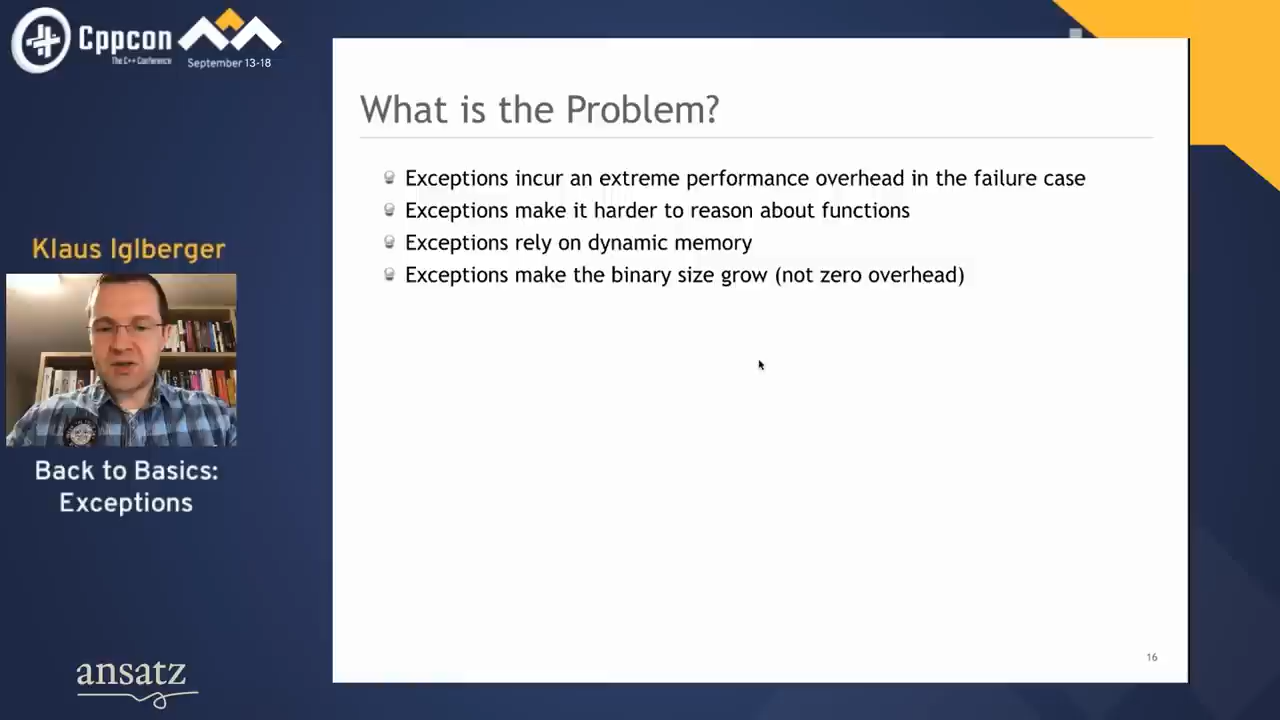 Cppcon
The C++ Conference
September 13-18
What is the Problem?
Exceptions incur an extreme performance overhead in the failure case
Exceptions make it harder to reason about functions
Exceptions rely on dynamic memory
Exceptions make the binary size grow (not zero overhead)
Klaus Iglberger
Back to Basics:
Exceptions
ansatz
16